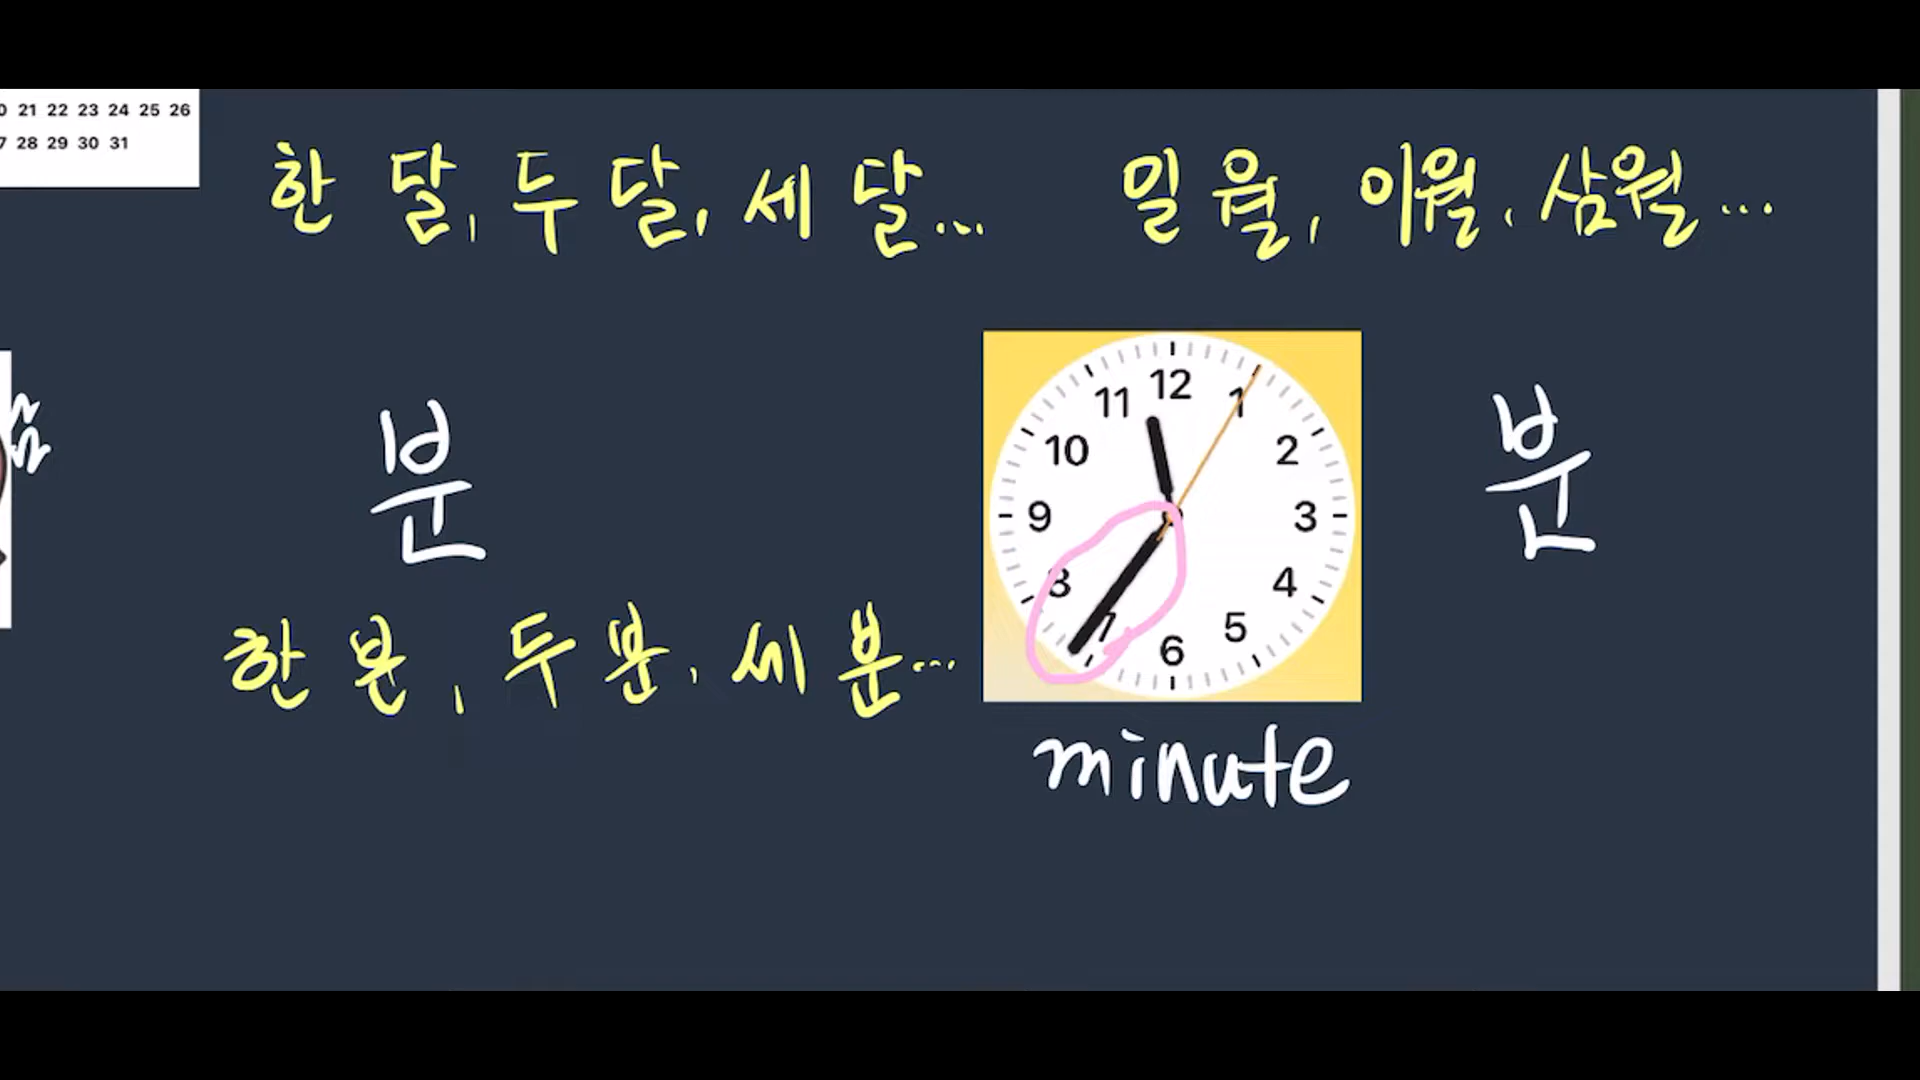 21 22 23 24 25 26
28 29 30 31
한 달, 두 달, 세 달... 일월, 이월, 삼월...
분
12
11 1
10 2
9 3
8 4
7 5
6
분
한 분, 두 분, 세 분...
minute